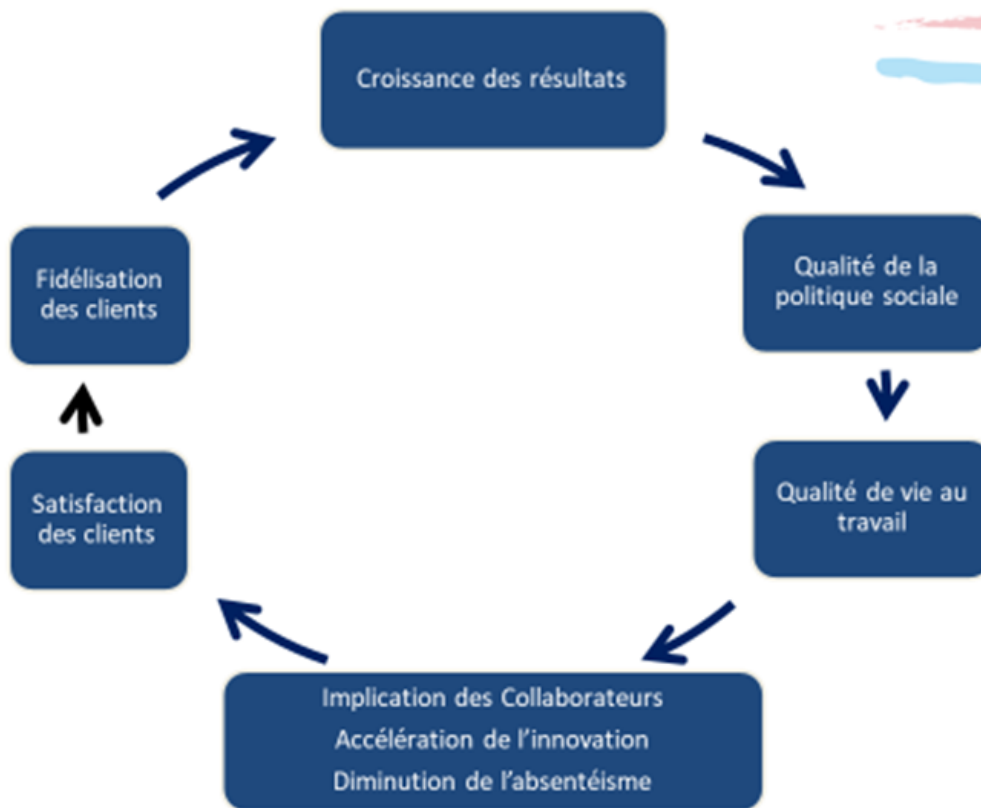 Croissance des résultats
Qualité de la
politique sociale
Qualité de vie au
travail
Implication des Collaborateurs
Accélération de l’innovation
Diminution de l’absentéisme
Satisfaction
des clients
Fidélisation
des clients